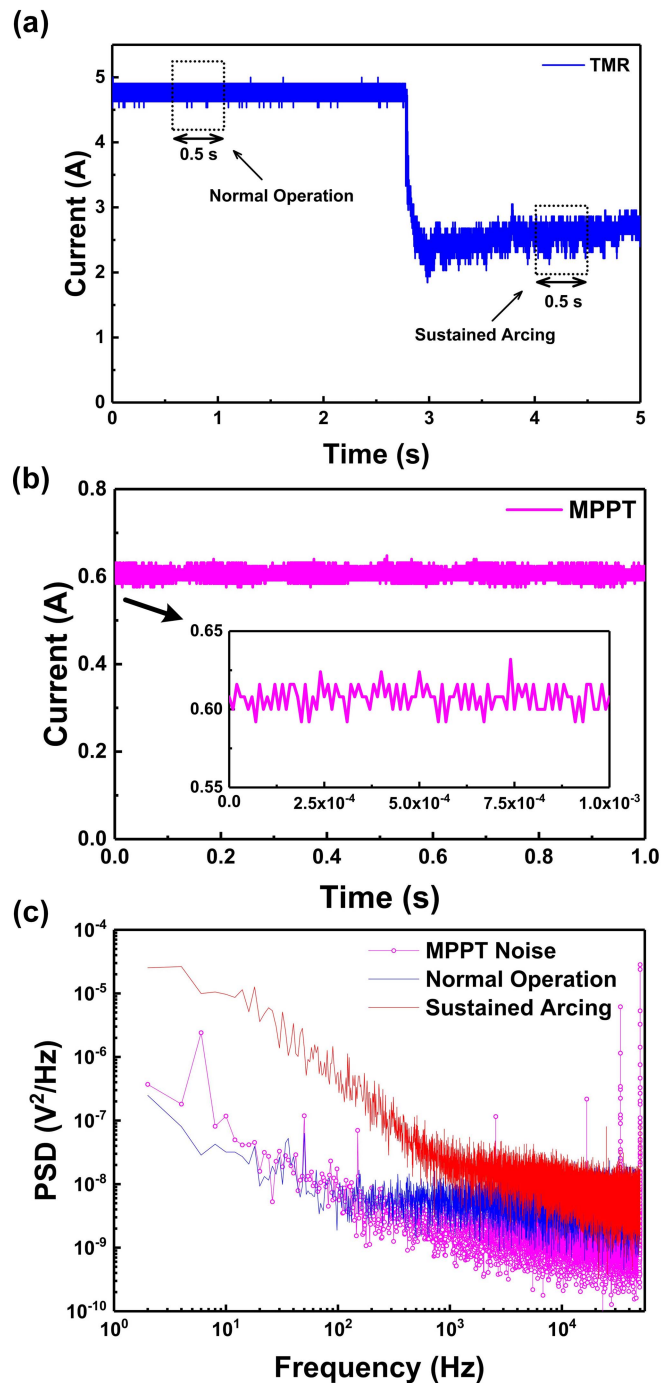 (a)
TMR
5
4
3
2
1
0
0.5 s
Normal Operation
0.5 s
Sustained Arcing
Current (A)
0 1 2 3 4 5
Time (s)
(b)
MPPT
0.8
0.6
0.4
0.2
0.0
Current (A)
0.65
0.60
0.55
0.0 2.5x10⁻⁴ 5.0x10⁻⁴ 7.5x10⁻⁴ 1.0x10⁻³
0.0 0.2 0.4 0.6 0.8 1.0
Time (s)
(c)
MPPT Noise
Normal Operation
Sustained Arcing
10⁻⁴
10⁻⁵
10⁻⁶
10⁻⁷
10⁻⁸
10⁻⁹
10⁻¹⁰
PSD (V²/Hz)
10⁰ 10¹ 10² 10³ 10⁴
Frequency (Hz)